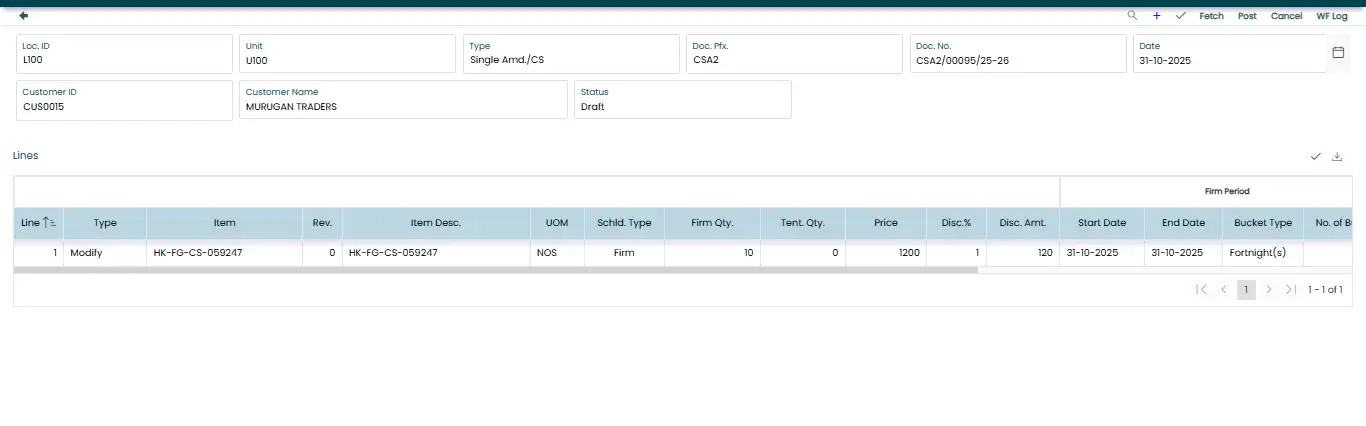 Fetch Post Cancel WF Log
Loc. ID Unit Type Doc. Pfx. Doc. No. Date
L100 U100 Single Amd./CS CSA2 CSA2/00095/25-26 31-10-2025
Customer ID Customer Name Status
CUS0015 MURUGAN TRADERS Draft
Lines
Firm Period
Line Type Item Rev. Item Desc. UOM Schld. Type Firm Qty. Tent. Qty. Price Disc.% Disc. Amt. Start Date End Date Bucket Type No. of B
1 Modify HK-FG-CS-059247 0 HK-FG-CS-059247 NOS Firm 10 0 1200 1 120 31-10-2025 31-10-2025 Fortnight(s)
1 1 - 1 of 1